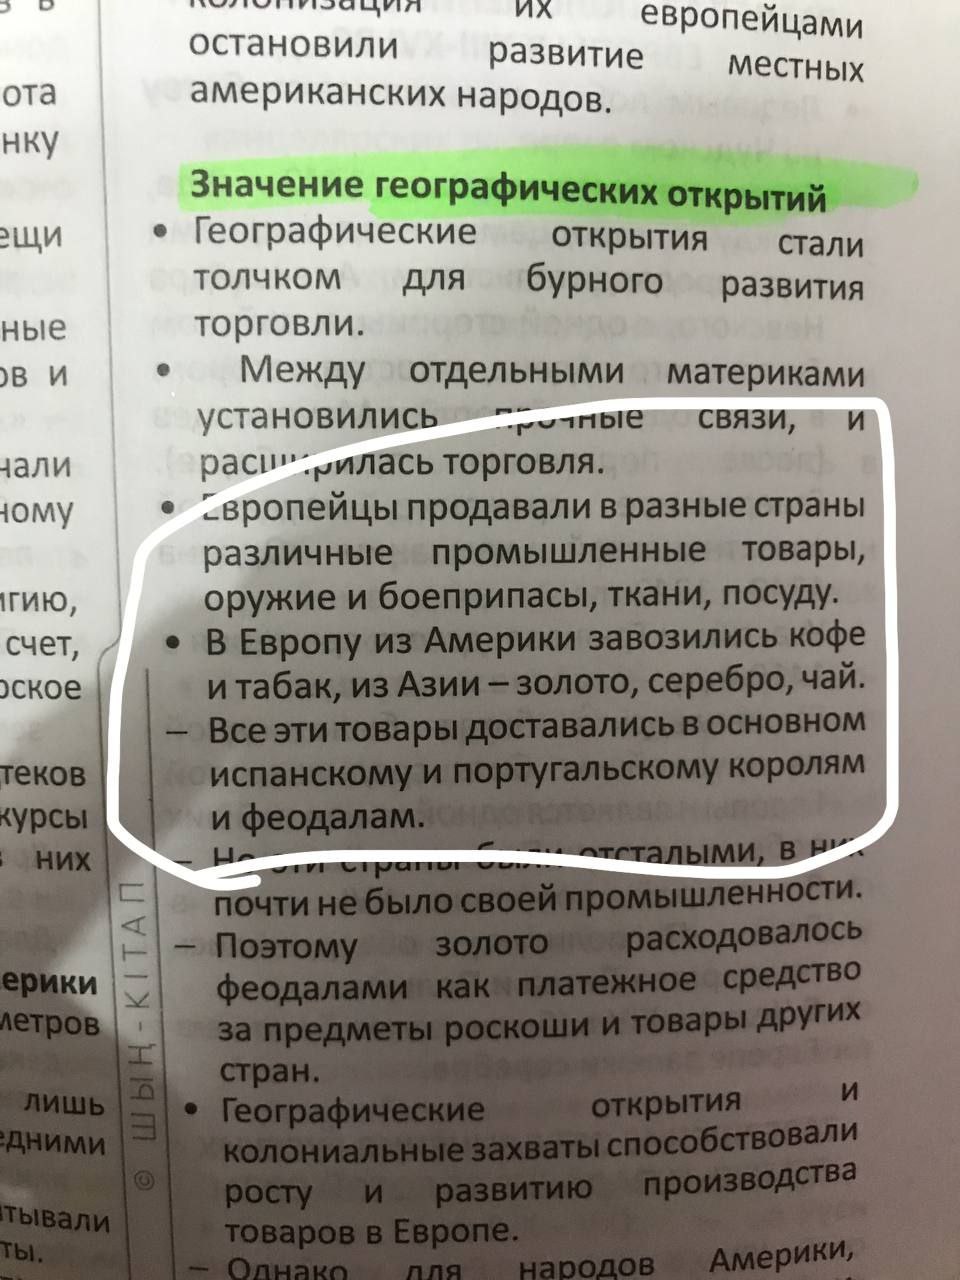 ота
нку
ещи
ные
ов и
чали
ному
игию,
счет,
рское
теков
курсы
в них
ерики
метров
лишь
едними
тывали
ты.
© ШЫҢ-КІТАП
колонизация их европейцами
остановили развитие местных
американских народов.
Значение географических открытий
• Географические открытия стали
толчком для бурного развития
торговли.
• Между отдельными материками
установились прочные связи, и
расширилась торговля.
• Европейцы продавали в разные страны
различные промышленные товары,
оружие и боеприпасы, ткани, посуду.
• В Европу из Америки завозились кофе
и табак, из Азии – золото, серебро, чай.
– Все эти товары доставались в основном
испанскому и португальскому королям
и феодалам.
– Но эти страны были отсталыми, в них
почти не было своей промышленности.
– Поэтому золото расходовалось
феодалами как платежное средство
за предметы роскоши и товары других
стран.
• Географические открытия и
колониальные захваты способствовали
росту и развитию производства
товаров в Европе.
– Однако для народов Америки,